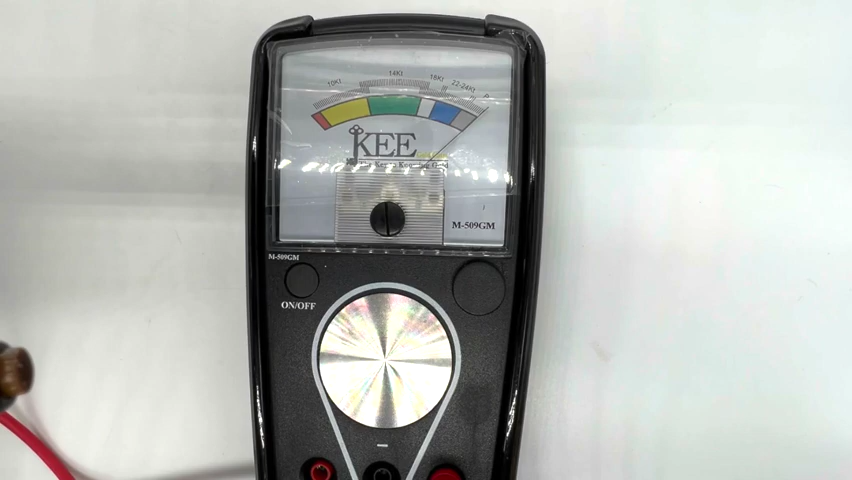 10Kt 14Kt 18Kt 22-24Kt P
KEE
M-509GM
M-509GM
ON/OFF